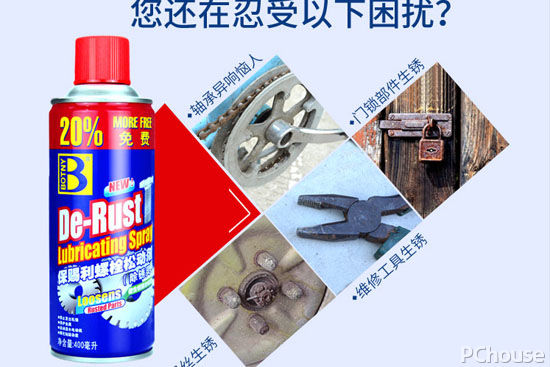 您还在忍受以下困扰?
轴承异响恼人
门锁部件生锈
20% MORE FREE
免 费
BOTNY
B
NEW
De-Rust
Lubricating Spray
保赐利螺栓松动剂
Loosens
Rusted Parts
净含量:400毫升
维修工具生锈
丝生锈
PChouse